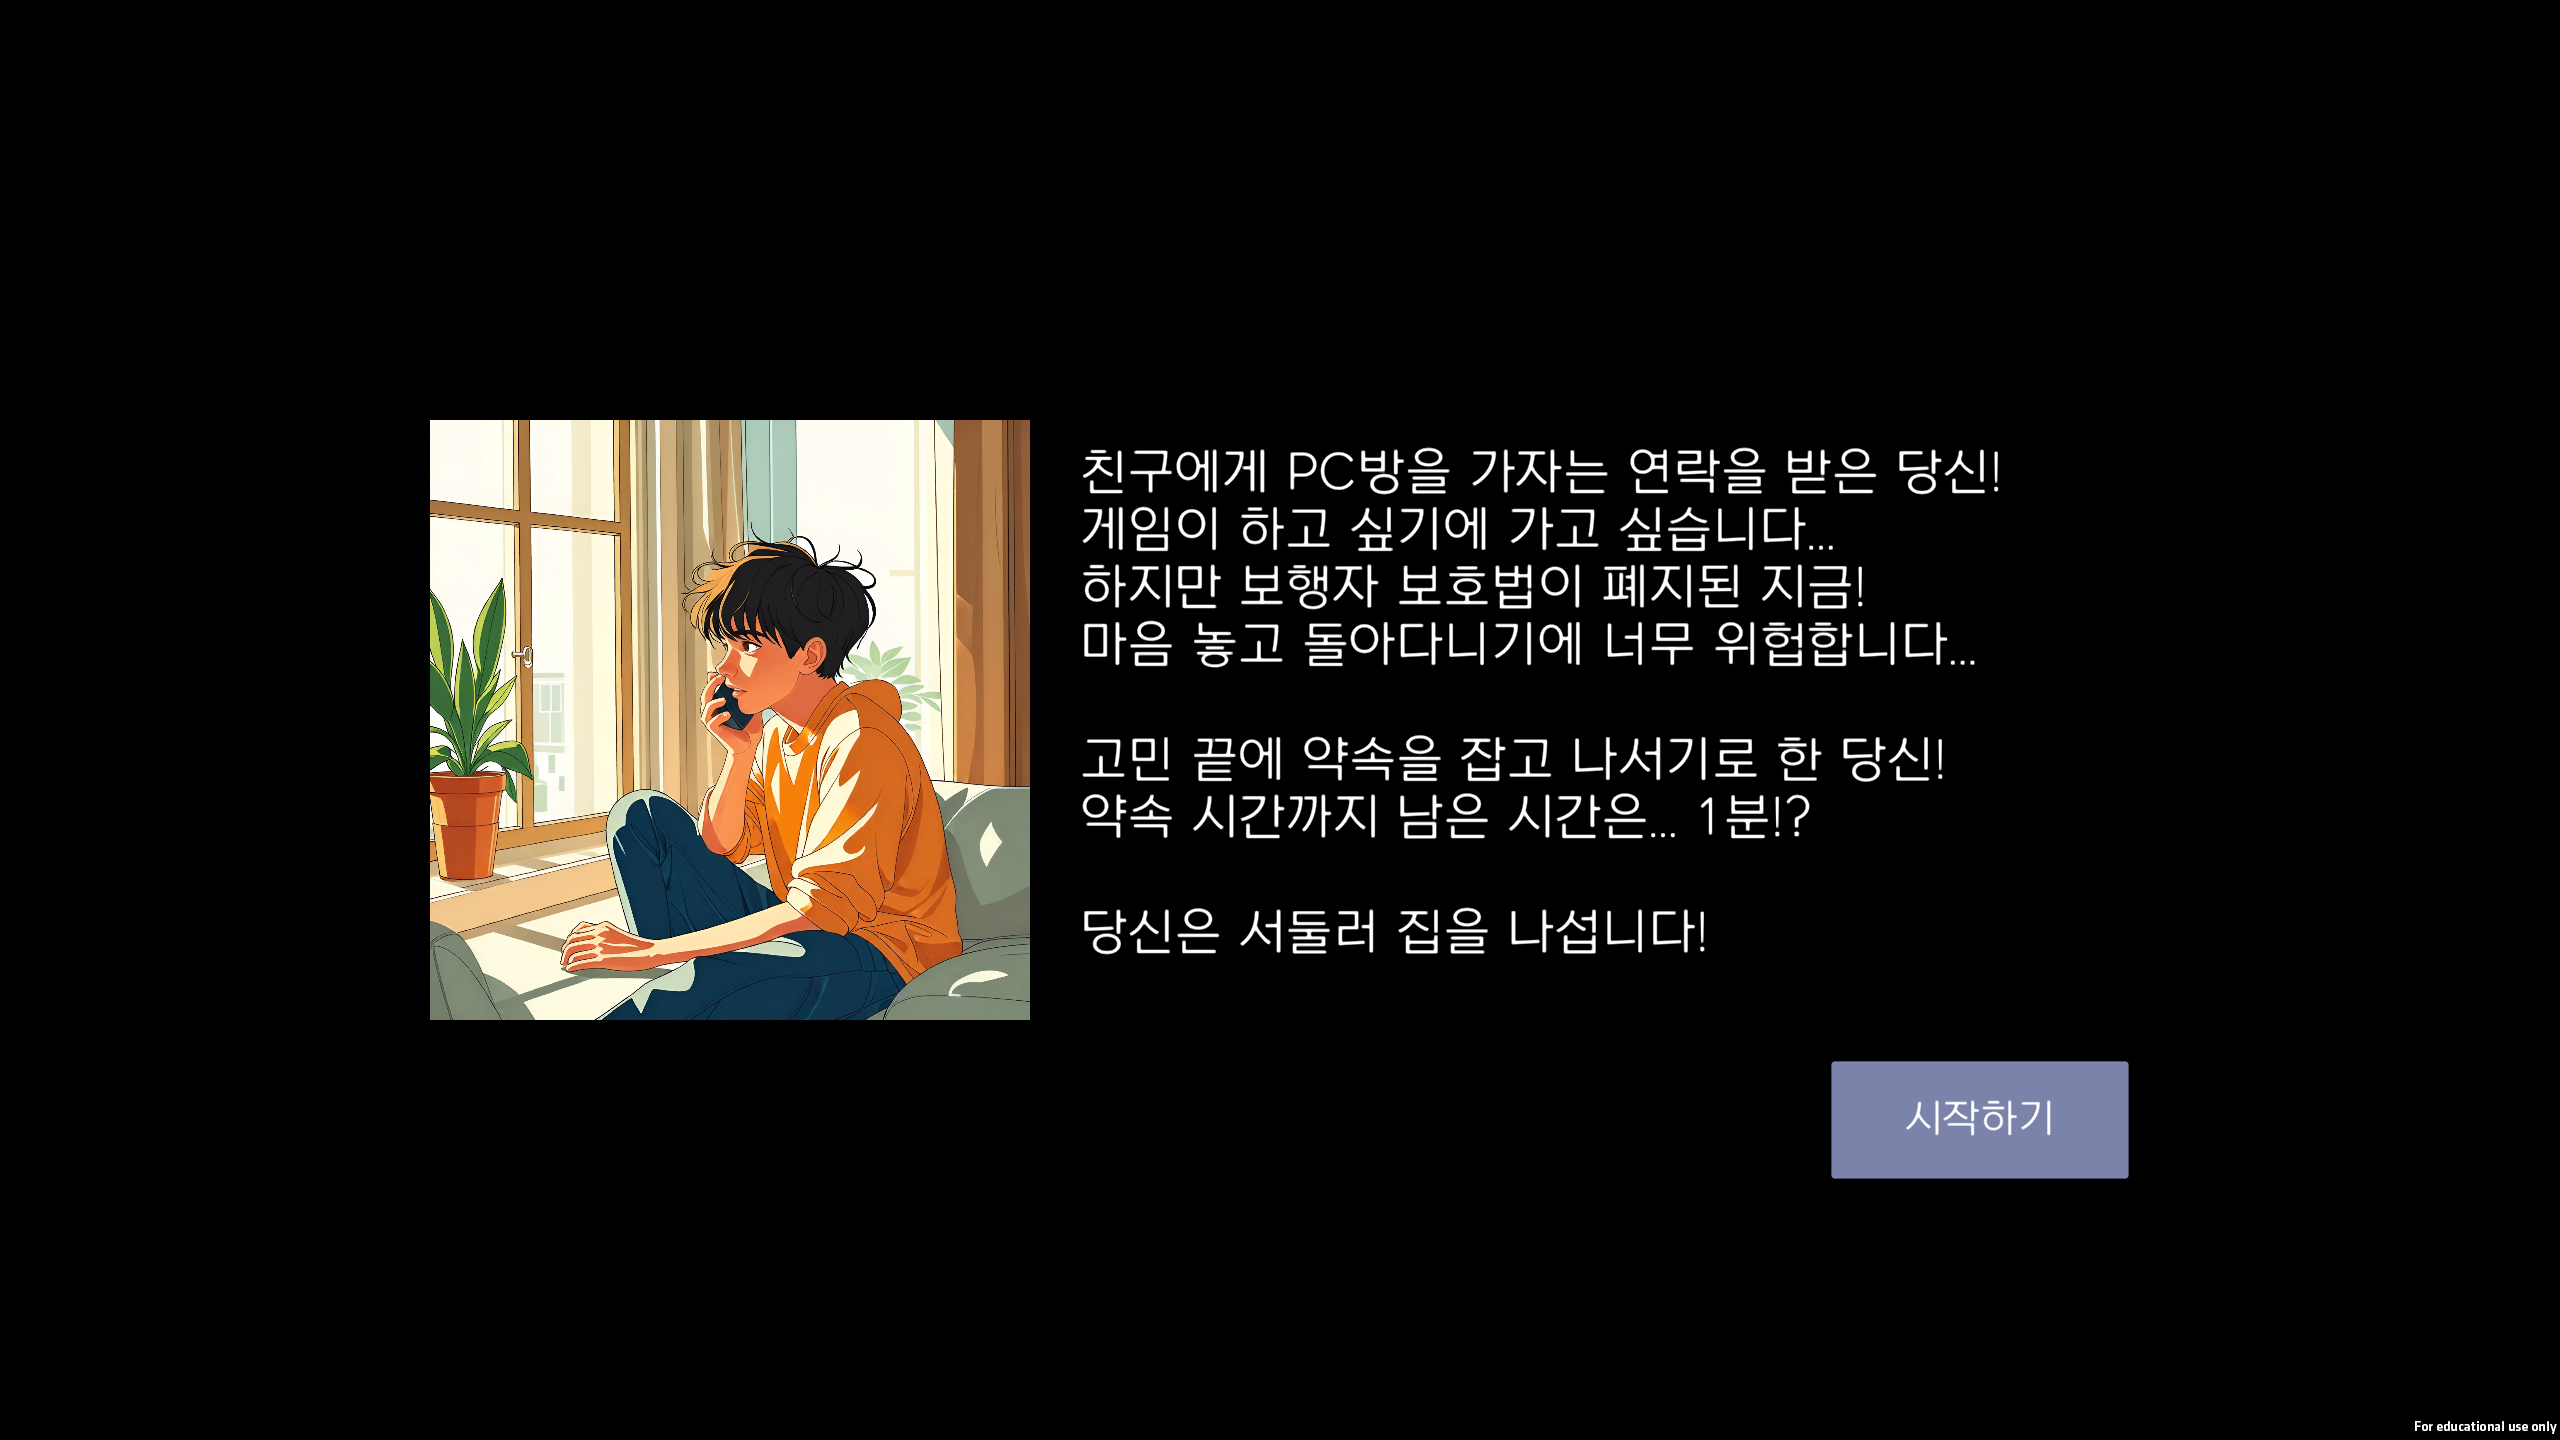 친구에게 PC방을 가자는 연락을 받은 당신!
게임이 하고 싶기에 가고 싶습니다...
하지만 보행자 보호법이 폐지된 지금!
마음 놓고 돌아다니기에 너무 위험합니다...
고민 끝에 약속을 잡고 나서기로 한 당신!
약속 시간까지 남은 시간은... 1분!?
당신은 서둘러 집을 나섭니다!
시작하기
For educational use only